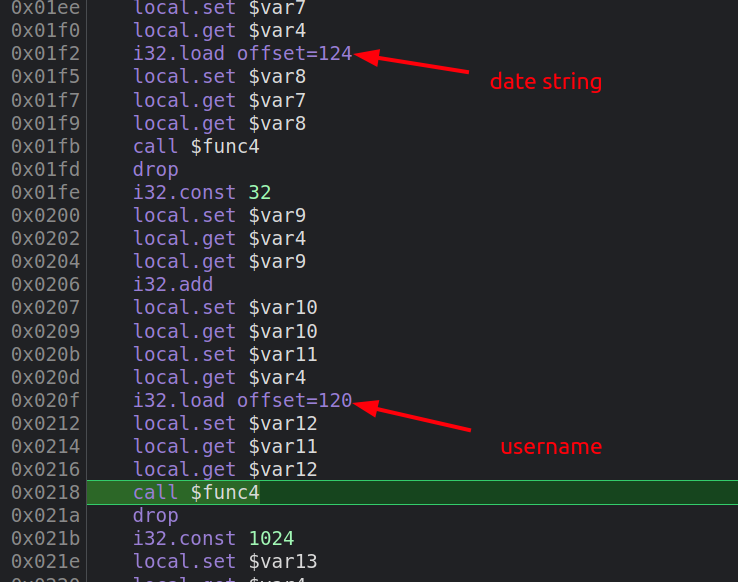 0x01ee local.set $var7
0x01f0 local.get $var4
0x01f2 i32.load offset=124
date string
0x01f5 local.set $var8
0x01f7 local.get $var7
0x01f9 local.get $var8
0x01fb call $func4
0x01fd drop
0x01fe i32.const 32
0x0200 local.set $var9
0x0202 local.get $var4
0x0204 local.get $var9
0x0206 i32.add
0x0207 local.set $var10
0x0209 local.get $var10
0x020b local.set $var11
0x020d local.get $var4
0x020f i32.load offset=120
0x0212 local.set $var12
username
0x0214 local.get $var11
0x0216 local.get $var12
0x0218 call $func4
0x021a drop
0x021b i32.const 1024
0x021e local.set $var13
0x0220 local.get $var4